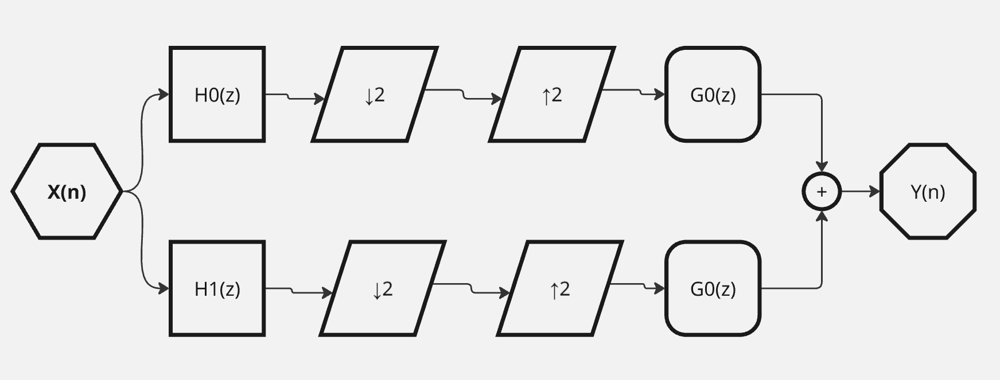 H0(z)
↓2
↑2
G0(z)
X(n)
+
Y(n)
H1(z)
↓2
↑2
G0(z)